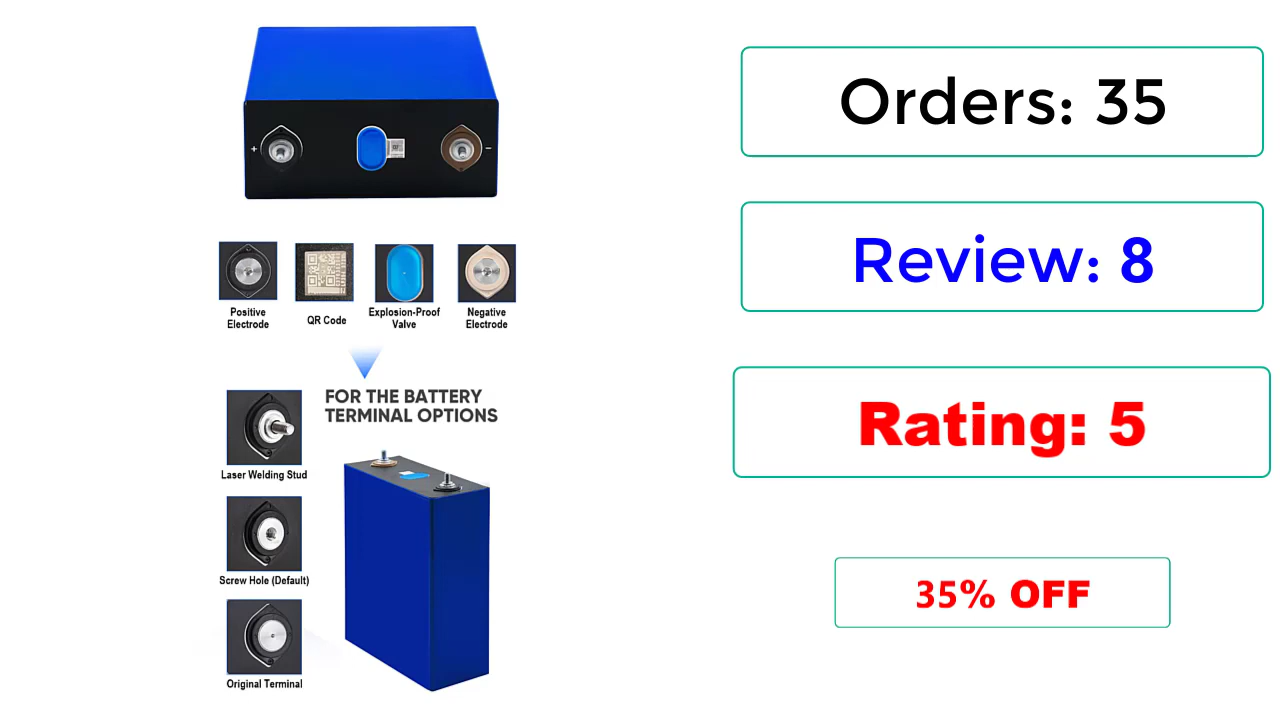 Orders: 35
+
−
Review: 8
Positive
Electrode
QR Code
Explosion-Proof
Valve
Negative
Electrode
FOR THE BATTERY
TERMINAL OPTIONS
Rating: 5
Laser Welding Stud
Screw Hole (Default)
35% OFF
Original Terminal